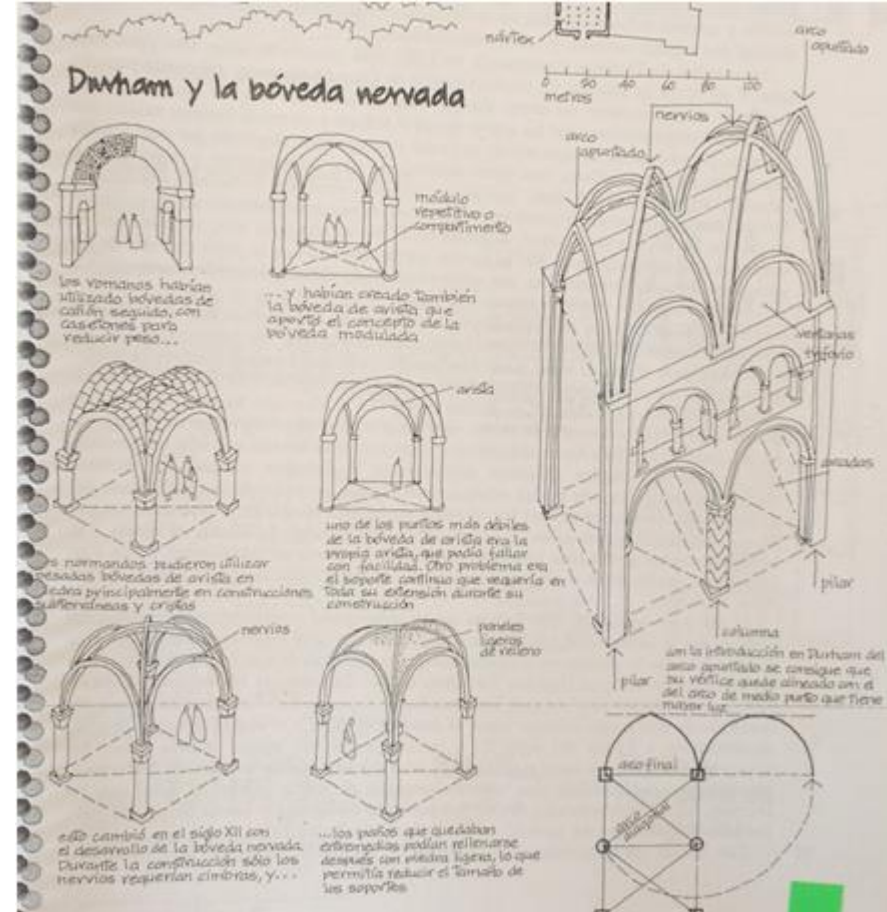 nártex
0 20 40 60 80 100
metros
Durham y la bóveda nervada
arco
apuntado
nervios
arco
apuntado
módulo
repetitivo o
compartimento
los romanos habían
utilizado bóvedas de
cañón seguido, con
casetones para
reducir peso...
... y habían creado también
la bóveda de arista que
aportó el concepto de la
bóveda modulada
ventanas
triforio
arista
arcadas
los normandos pudieron utilizar
pesadas bóvedas de arista en
piedra principalmente en construcciones
subterráneas y criptas
uno de los puntos más débiles
de la bóveda de arista era la
propia arista, que podía fallar
con facilidad. Otro problema era
el soporte continuo que requería en
toda su extensión durante su
construcción
pilar
columna
pilar
con la introducción en Durham del
arco apuntado se consigue que
su vértice quede alineado con el
del arco de medio punto que tiene
mayor luz
nervios
paneles
ligeros
de relleno
arco final
arco
diagonal
esto cambió en el siglo XII con
el desarrollo de la bóveda nervada.
Durante la construcción sólo los
nervios requerían cimbras, y...
...los paños que quedaban
entremedias podían rellenarse
después con piedra ligera, lo que
permitía reducir el tamaño de
los soportes